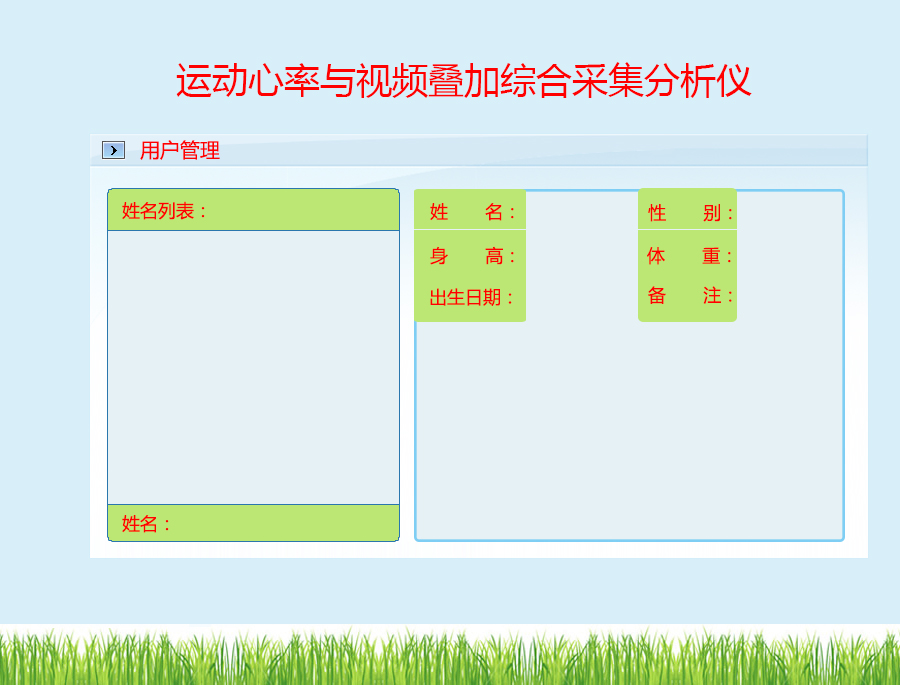 运动心率与视频叠加综合采集分析仪
用户管理
姓名列表：
姓名：
姓 名： 性 别：
身 高： 体 重：
出生日期： 备 注：